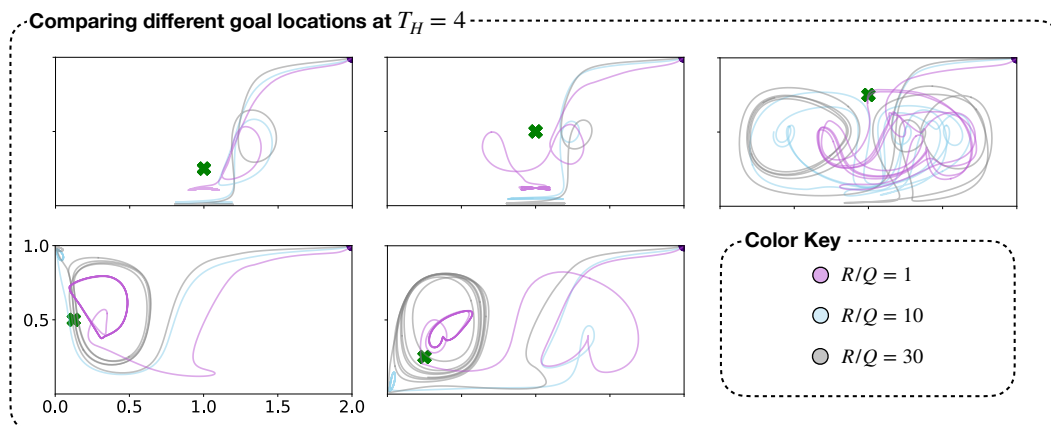 Comparing different goal locations at T_H = 4
1.0
0.5
0.0 0.5 1.0 1.5 2.0
Color Key
R/Q = 1
R/Q = 10
R/Q = 30